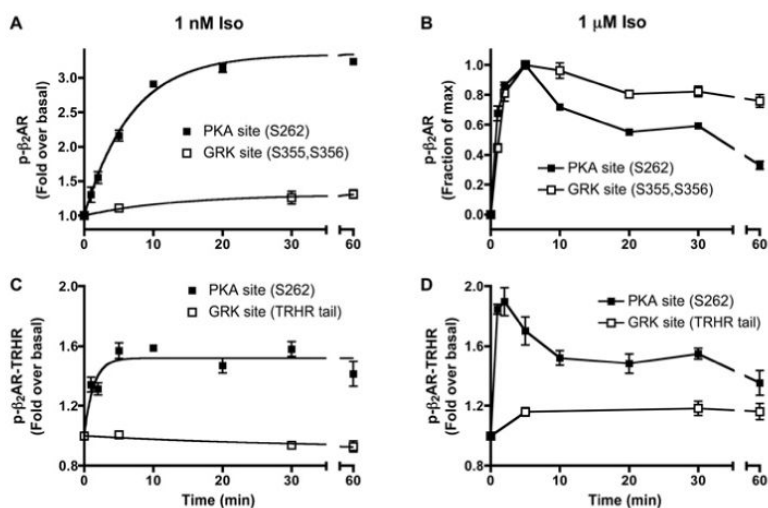 1 nM Iso
1 μM Iso
A
p-β₂AR
(Fold over basal)
3.0
2.5
2.0
1.5
1.0
PKA site (S262)
GRK site (S355,S356)
0
10
20
30
60
B
p-β₂AR
(Fraction of max)
1.0
0.8
0.6
0.4
0.2
0.0
PKA site (S262)
GRK site (S355,S356)
0
10
20
30
60
C
p-β₂AR-TRHR
(Fold over basal)
2.0
1.6
1.2
0.8
PKA site (S262)
GRK site (TRHR tail)
0
10
20
30
60
Time (min)
D
p-β₂AR-TRHR
(Fold over basal)
2.0
1.6
1.2
0.8
PKA site (S262)
GRK site (TRHR tail)
0
10
20
30
60
Time (min)